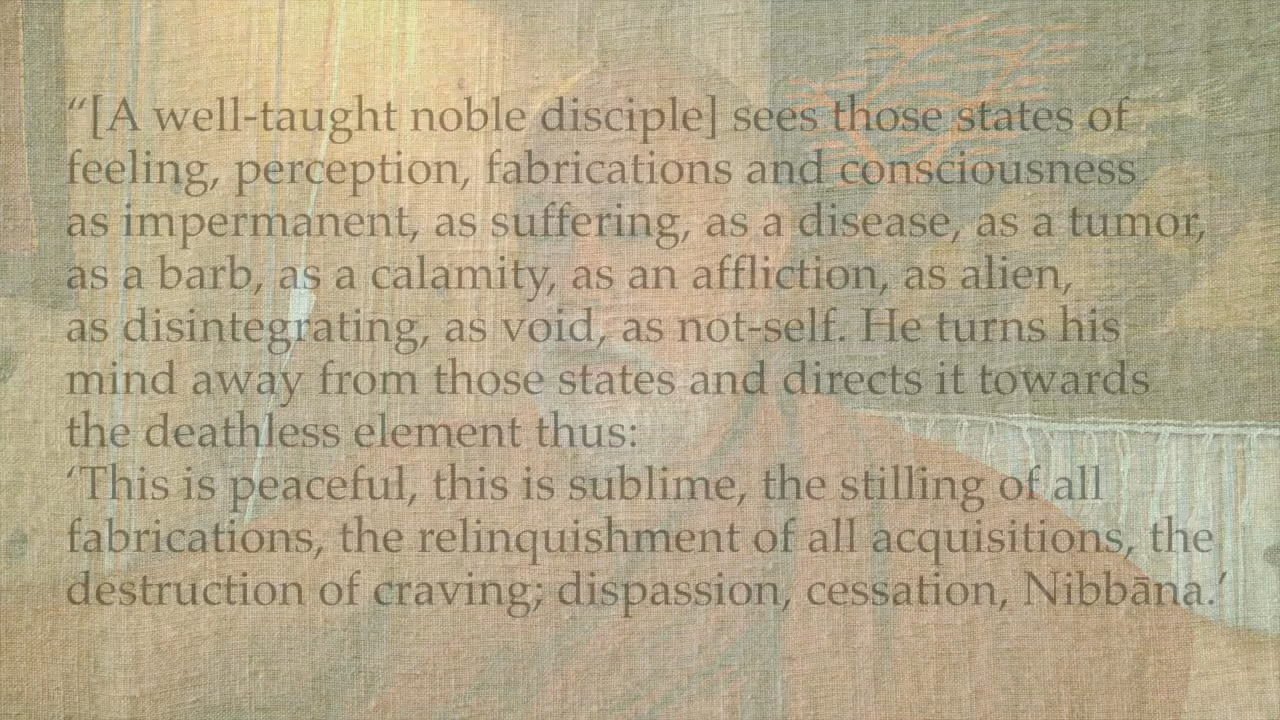 “[A well-taught noble disciple] sees those states of
feeling, perception, fabrications and consciousness
as impermanent, as suffering, as a disease, as a tumor,
as a barb, as a calamity, as an affliction, as alien,
as disintegrating, as void, as not-self. He turns his
mind away from those states and directs it towards
the deathless element thus:
‘This is peaceful, this is sublime, the stilling of all
fabrications, the relinquishment of all acquisitions, the
destruction of craving; dispassion, cessation, Nibbāna.’